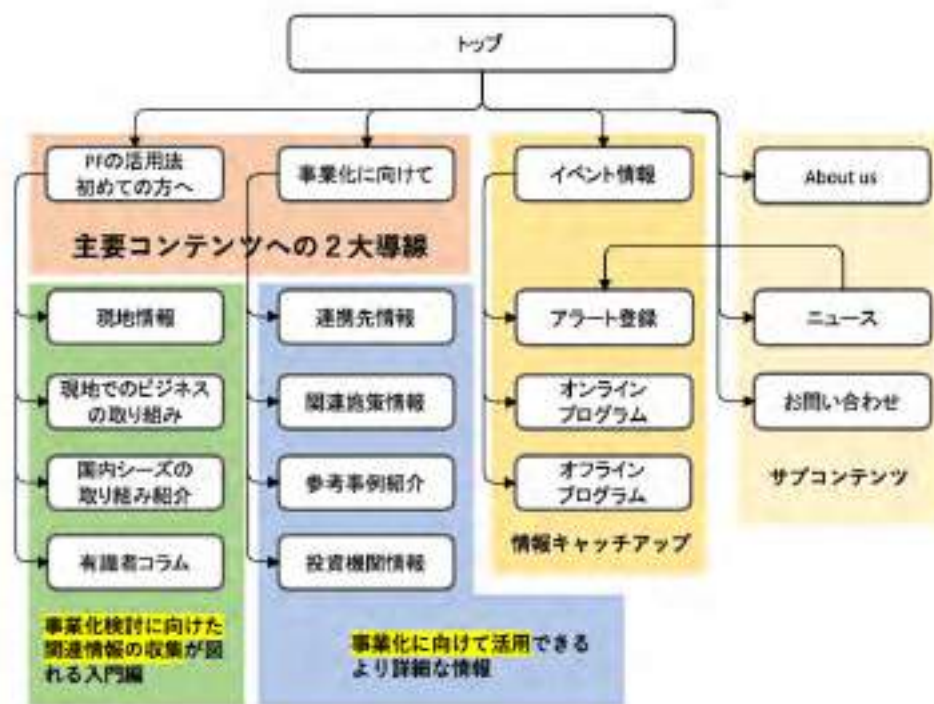 トップ
PFの活用法
初めての方へ
事業化に向けて
イベント情報
About us
主要コンテンツへの2大導線
現地情報
連携先情報
アラート登録
ニュース
現地でのビジネス
の取り組み
関連施策情報
オンライン
プログラム
お問い合わせ
国内シーズの
取り組み紹介
参考事例紹介
オフライン
プログラム
サブコンテンツ
情報キャッチアップ
有識者コラム
投資機関情報
事業化検討に向けた
関連情報の収集が図
れる入門編
事業化に向けて活用できる
より詳細な情報